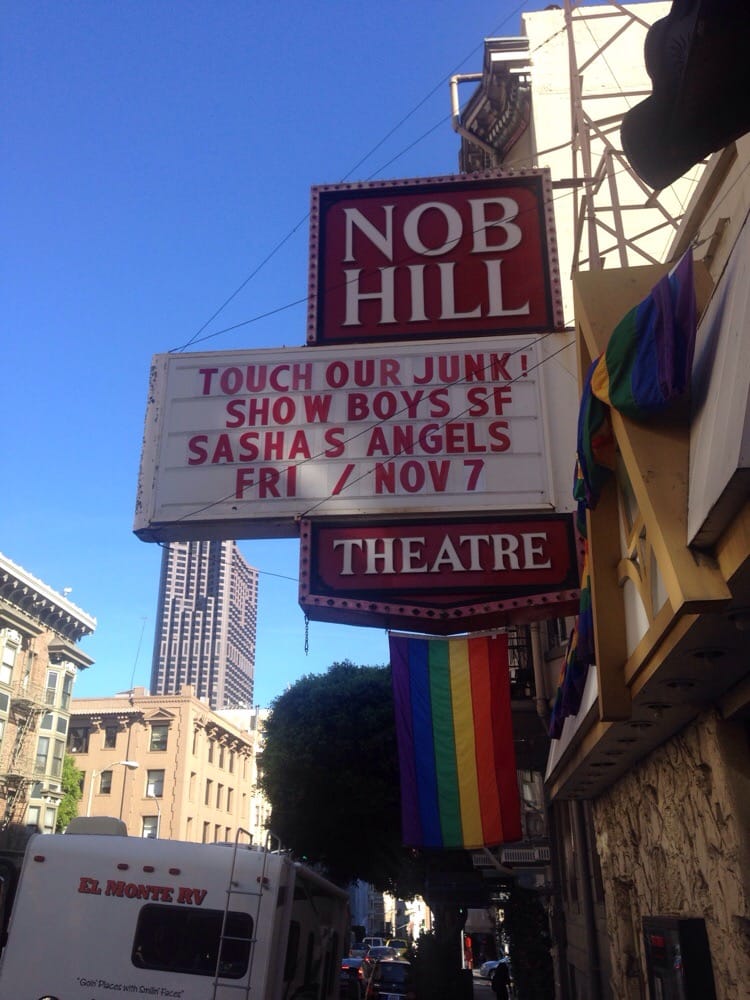 NOB
HILL
TOUCH OUR JUNK!
SHOW BOYS SF
SASHA S ANGELS
FRI / NOV 7
THEATRE
EL MONTE RV
"Goin' Places with Smilin' Faces"